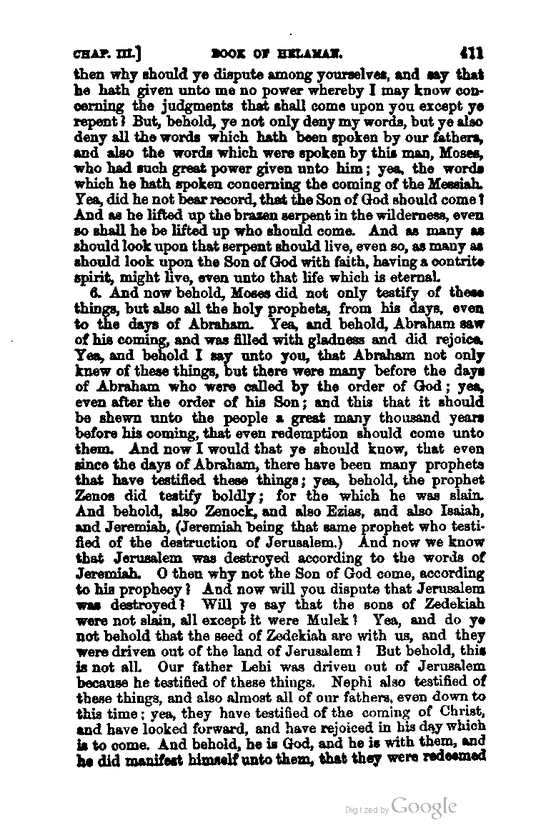 CHAP. III.] BOOK OF HELAMAN. 411
then why should ye dispute among yourselves, and say that
he hath given unto me no power whereby I may know con-
cerning the judgments that shall come upon you except ye
repent? But, behold, ye not only deny my words, but ye also
deny all the words which hath been spoken by our fathers,
and also the words which were spoken by this man, Moses,
who had such great power given unto him; yea, the words
which he hath spoken concerning the coming of the Messiah.
Yea, did he not bear record, that the Son of God should come?
And as he lifted up the brazen serpent in the wilderness, even
so shall he be lifted up who should come. And as many as
should look upon that serpent should live, even so, as many as
should look upon the Son of God with faith, having a contrite
spirit, might live, even unto that life which is eternal.
6. And now behold, Moses did not only testify of these
things, but also all the holy prophets, from his days, even
to the days of Abraham. Yea, and behold, Abraham saw
of his coming, and was filled with gladness and did rejoice.
Yea, and behold I say unto you, that Abraham not only
knew of these things, but there were many before the days
of Abraham who were called by the order of God; yea,
even after the order of his Son; and this that it should
be shewn unto the people a great many thousand years
before his coming, that even redemption should come unto
them. And now I would that ye should know, that even
since the days of Abraham, there have been many prophets
that have testified these things; yea, behold, the prophet
Zenos did testify boldly; for the which he was slain.
And behold, also Zenock, and also Ezias, and also Isaiah,
and Jeremiah, (Jeremiah being that same prophet who testi-
fied of the destruction of Jerusalem.) And now we know
that Jerusalem was destroyed according to the words of
Jeremiah. O then why not the Son of God come, according
to his prophecy? And now will you dispute that Jerusalem
was destroyed? Will ye say that the sons of Zedekiah
were not slain, all except it were Mulek? Yea, and do ye
not behold that the seed of Zedekiah are with us, and they
were driven out of the land of Jerusalem? But behold, this
is not all. Our father Lehi was driven out of Jerusalem
because he testified of these things. Nephi also testified of
these things, and also almost all of our fathers, even down to
this time; yea, they have testified of the coming of Christ,
and have looked forward, and have rejoiced in his day which
is to come. And behold, he is God, and he is with them, and
he did manifest himself unto them, that they were redeemed
Digitized by Google